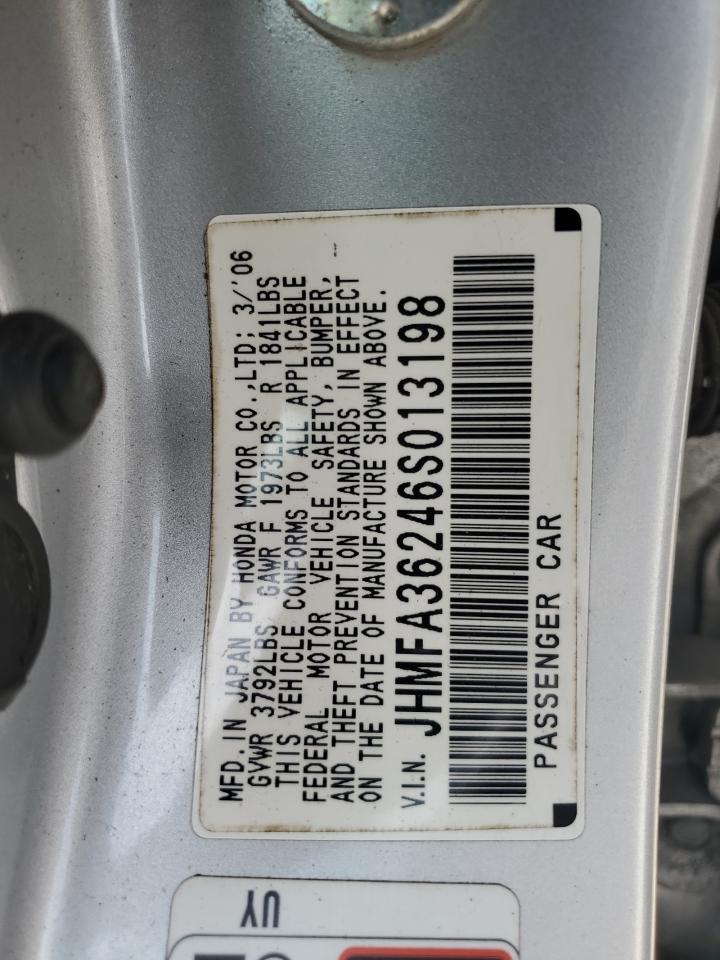 MFD. IN JAPAN BY HONDA MOTOR CO.,LTD; 3/'06
GVWR 3792LBS GAWR F 1973LBS R 1841LBS
THIS VEHICLE CONFORMS TO ALL APPLICABLE
FEDERAL MOTOR VEHICLE SAFETY, BUMPER,
AND THEFT PREVENTION STANDARDS IN EFFECT
ON THE DATE OF MANUFACTURE SHOWN ABOVE.
V.I.N. JHMFA36246S013198
PASSENGER CAR
UY